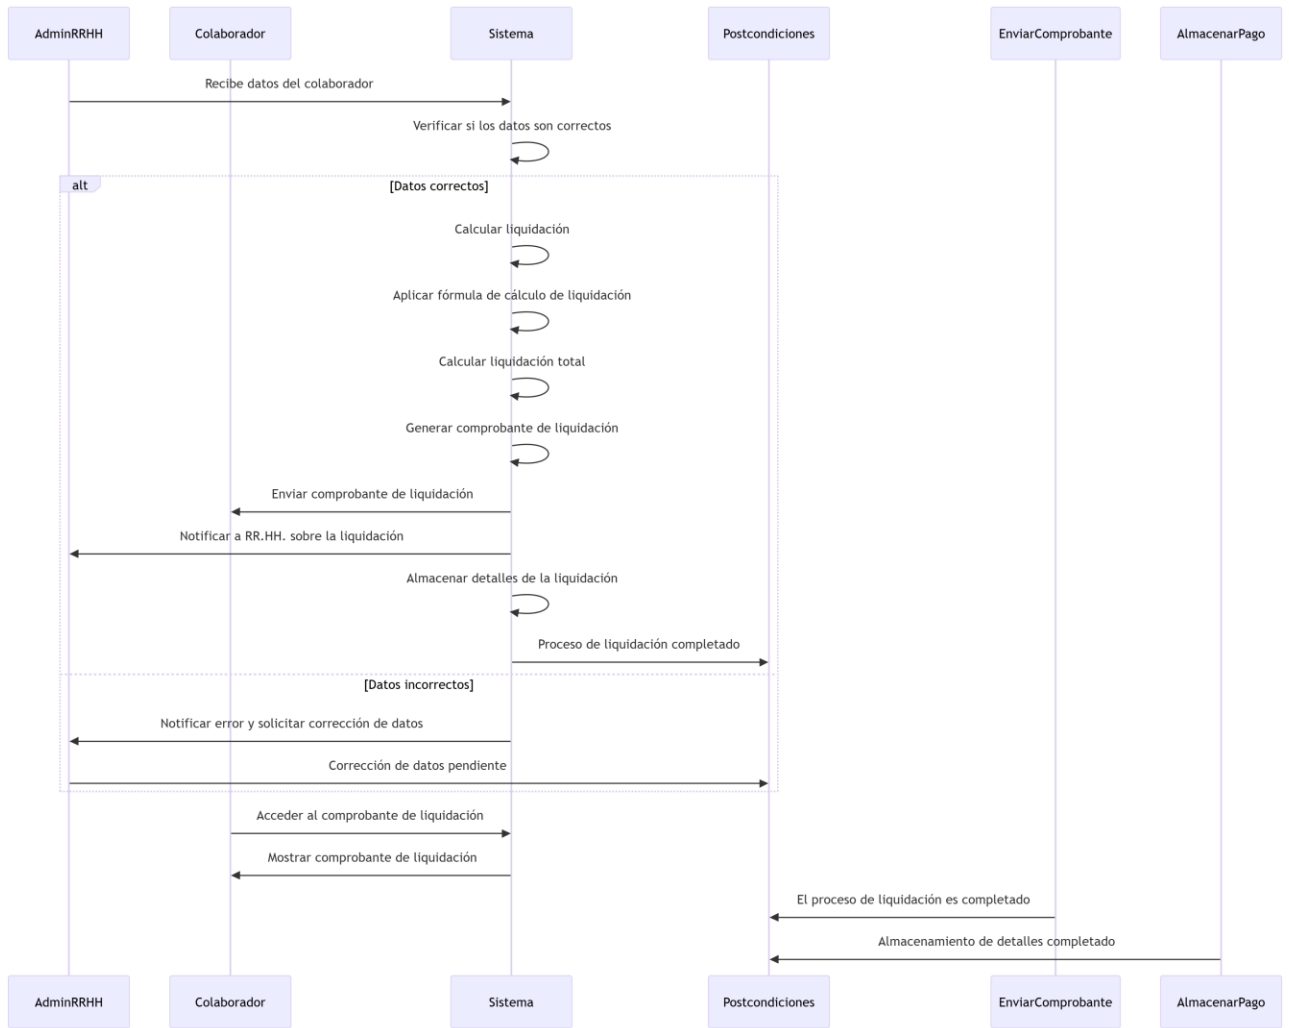 AdminRRHH
Colaborador
Sistema
Postcondiciones
EnviarComprobante
AlmacenarPago
Recibe datos del colaborador
Verificar si los datos son correctos
alt
[Datos correctos]
Calcular liquidación
Aplicar fórmula de cálculo de liquidación
Calcular liquidación total
Generar comprobante de liquidación
Enviar comprobante de liquidación
Notificar a RR.HH. sobre la liquidación
Almacenar detalles de la liquidación
Proceso de liquidación completado
[Datos incorrectos]
Notificar error y solicitar corrección de datos
Corrección de datos pendiente
Acceder al comprobante de liquidación
Mostrar comprobante de liquidación
El proceso de liquidación es completado
Almacenamiento de detalles completado
AdminRRHH
Colaborador
Sistema
Postcondiciones
EnviarComprobante
AlmacenarPago